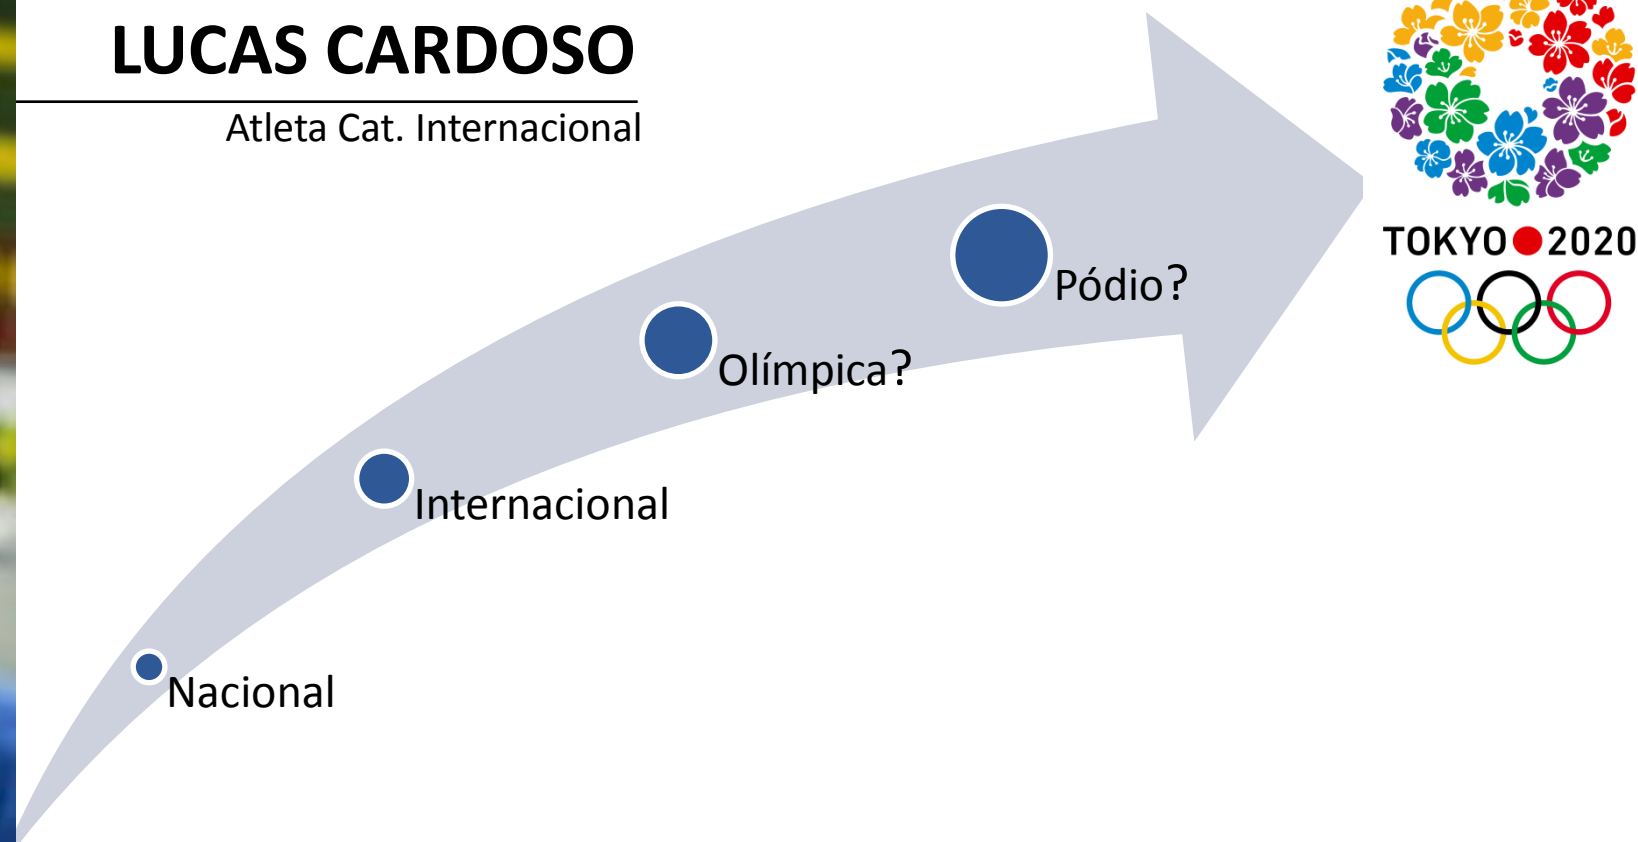 LUCAS CARDOSO
Atleta Cat. Internacional
TOKYO 2020
Pódio?
Olímpica?
Internacional
Nacional